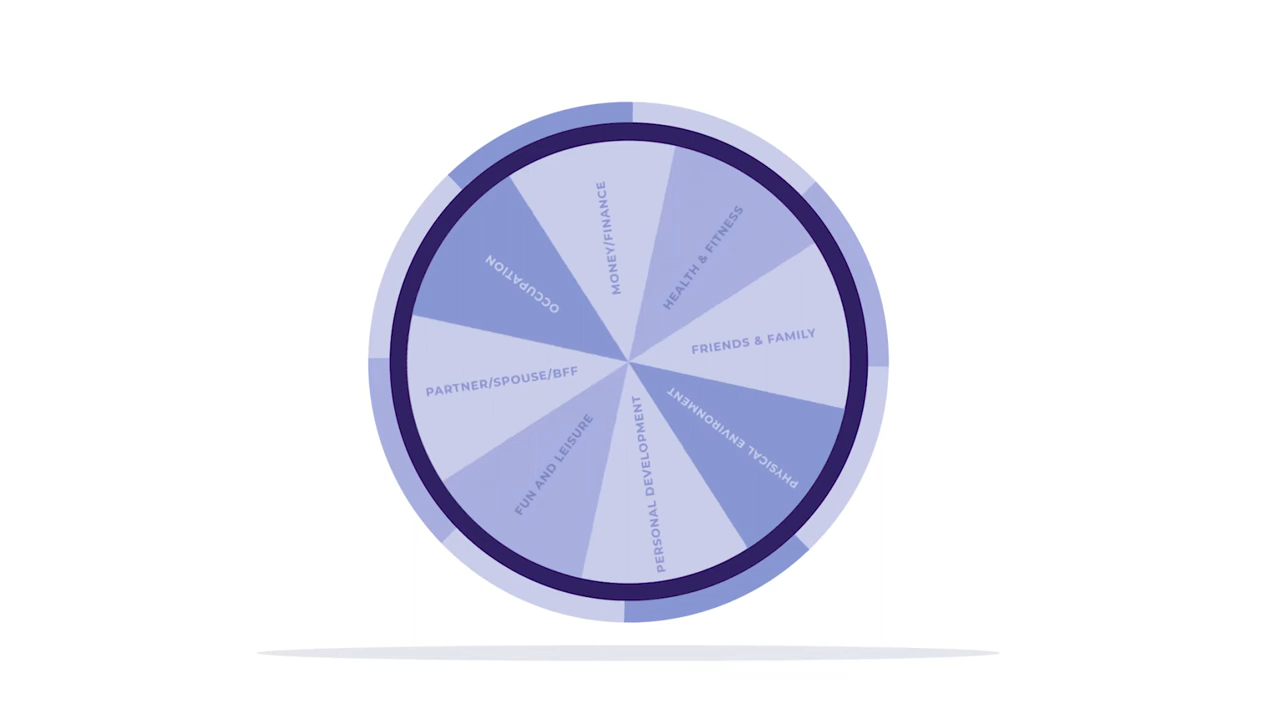 MONEY/FINANCE
HEALTH & FITNESS
FRIENDS & FAMILY
PHYSICAL ENVIRONMENT
PERSONAL DEVELOPMENT
FUN AND LEISURE
PARTNER/SPOUSE/BFF
OCCUPATION